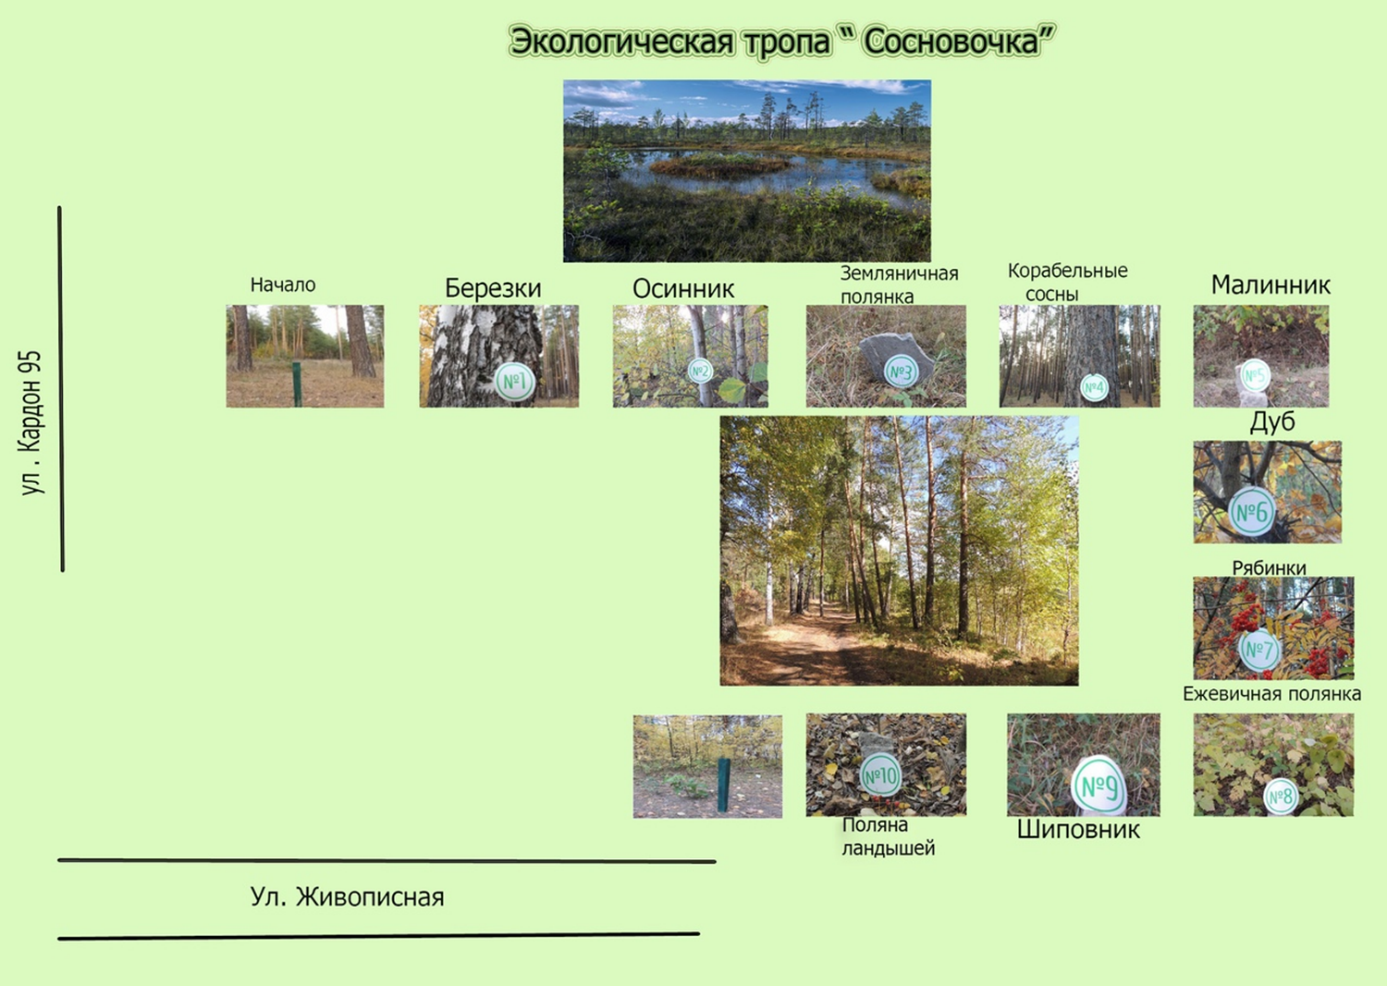 Экологическая тропа “ Сосновочка”
Начало
Березки
Осинник
Земляничная
полянка
Корабельные
сосны
Малинник
№1
№2
№3
№4
№5
Дуб
№6
ул. Кардон 95
Рябинки
№7
Ежевичная полянка
№10
№9
№8
Поляна
ландышей
Шиповник
Ул. Живописная